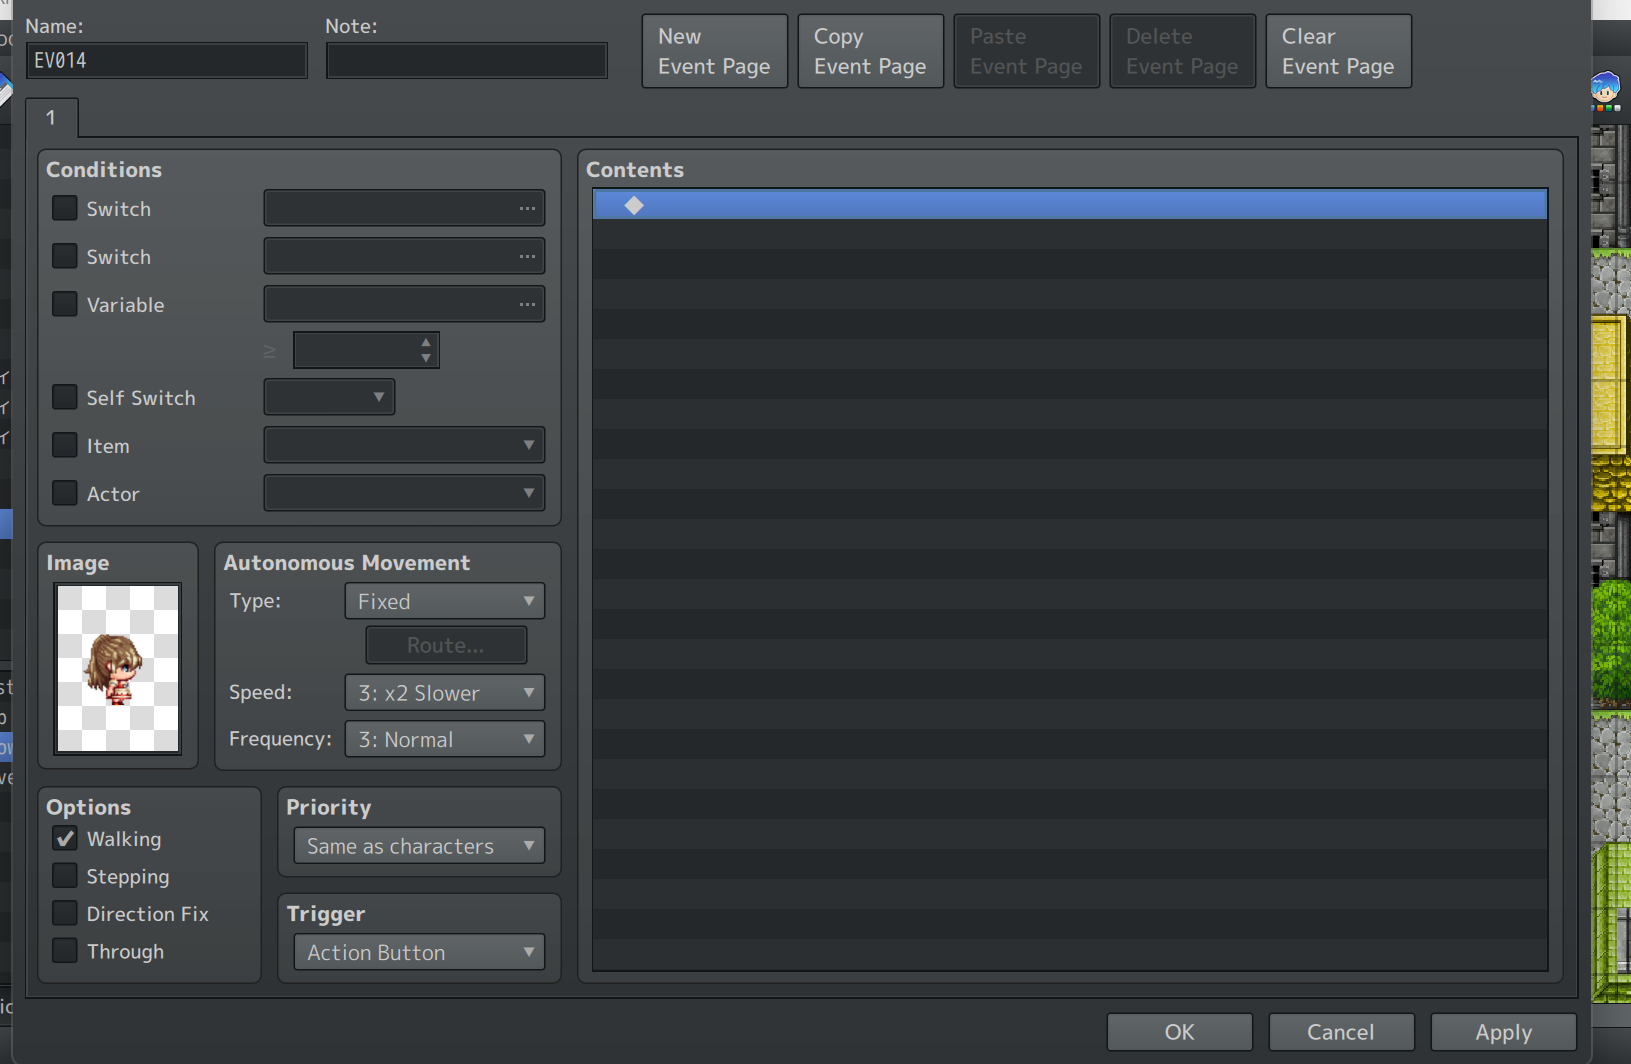 Name:
Note:
EV014
New
Event Page
Copy
Event Page
Paste
Event Page
Delete
Event Page
Clear
Event Page
1
Conditions
Switch
...
Switch
...
Variable
...
≥
Self Switch
Item
Actor
Image
Autonomous Movement
Type:
Fixed
Route...
Speed:
3: x2 Slower
Frequency:
3: Normal
Options
Walking
Stepping
Direction Fix
Through
Priority
Same as characters
Trigger
Action Button
Contents
OK
Cancel
Apply